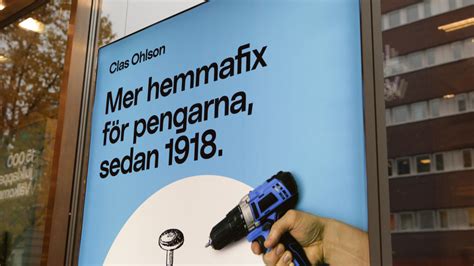 Clas Ohlson
Mer hemmafix
för pengarna,
sedan 1918.